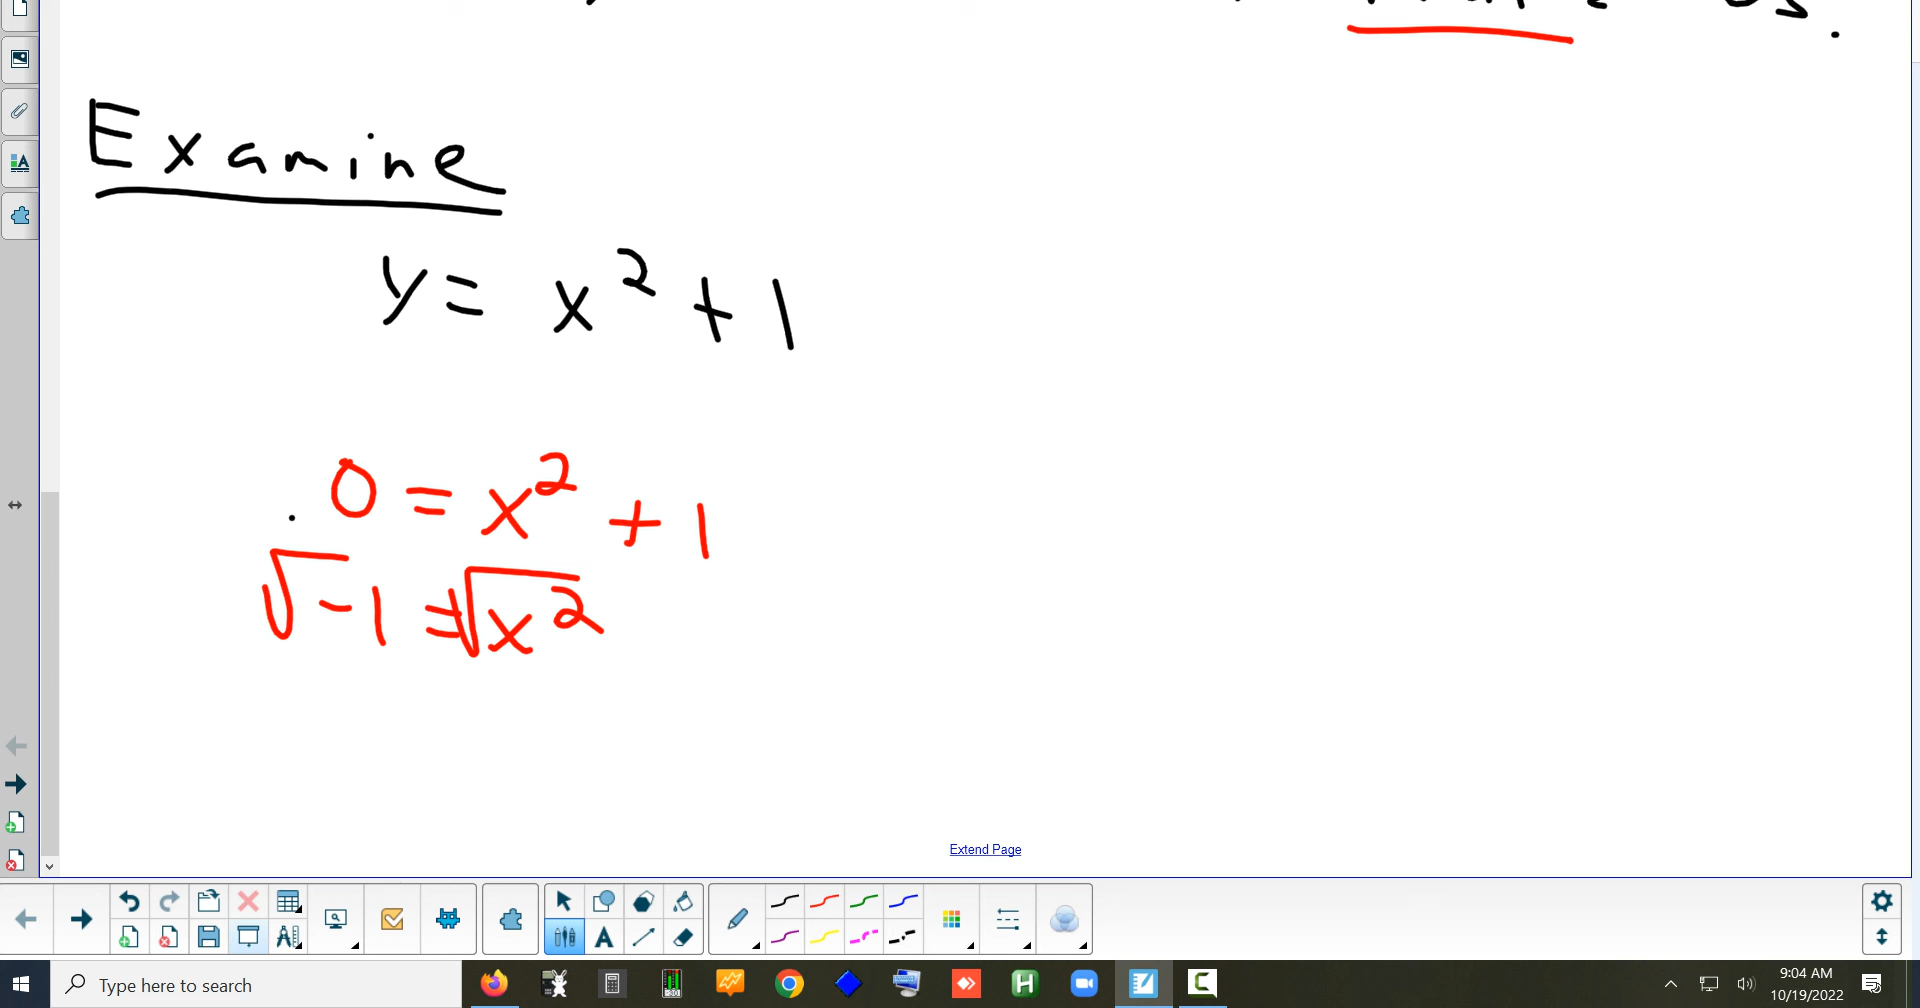 Examine
y = x² + 1
0 = x² + 1
√-1 = √x²
Extend Page
Type here to search
9:04 AM
10/19/2022